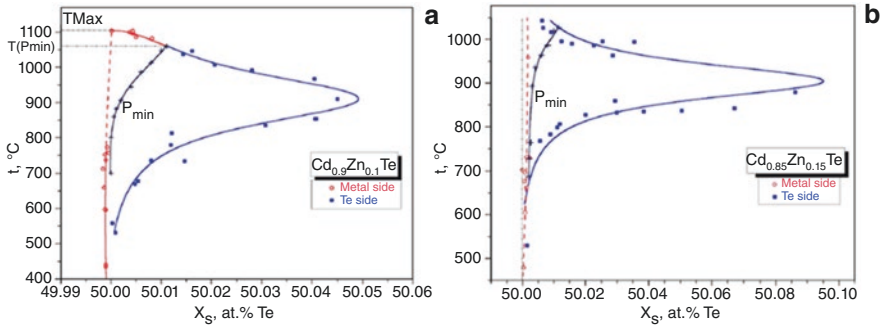 a
TMax
T(Pmin)
1100
1000
900
800
700
600
500
400
t, °C
Pmin
Cd0.9Zn0.1Te
Metal side
Te side
49.99 50.00 50.01 50.02 50.03 50.04 50.05 50.06
XS, at.% Te
b
1000
900
800
700
600
500
t, °C
Pmin
Cd0.85Zn0.15Te
Metal side
Te side
50.00 50.02 50.04 50.06 50.08 50.10
XS, at.% Te